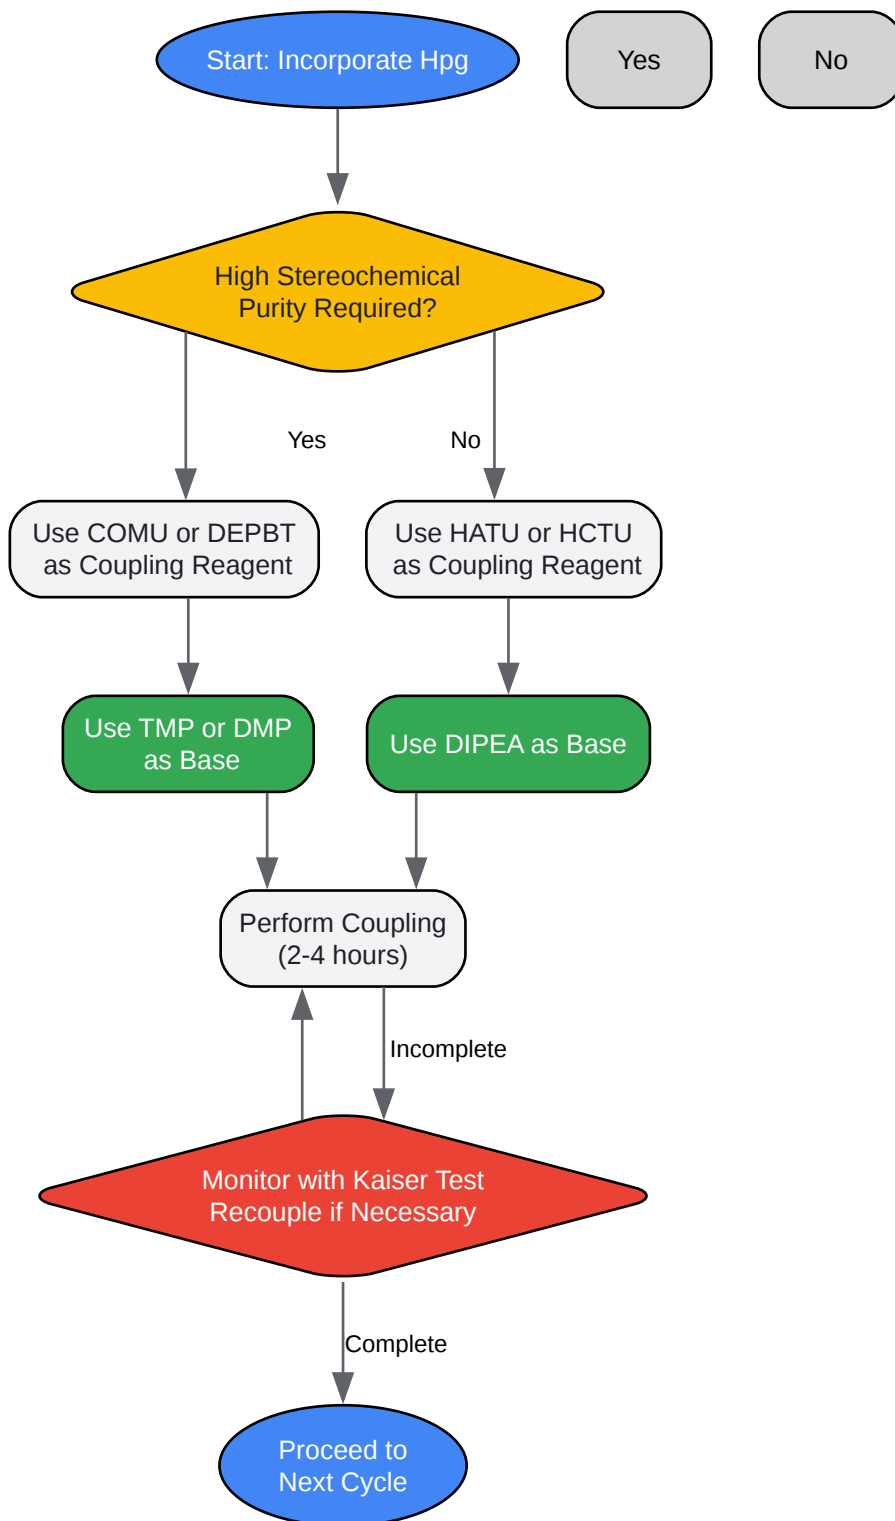 Start: Incorporate Hpg
Yes
No
High Stereochemical
Purity Required?
Yes
No
Use COMU or DEPBT
as Coupling Reagent
Use HATU or HCTU
as Coupling Reagent
Use TMP or DMP
as Base
Use DIPEA as Base
Perform Coupling
(2-4 hours)
Incomplete
Monitor with Kaiser Test
Recouple if Necessary
Complete
Proceed to
Next Cycle